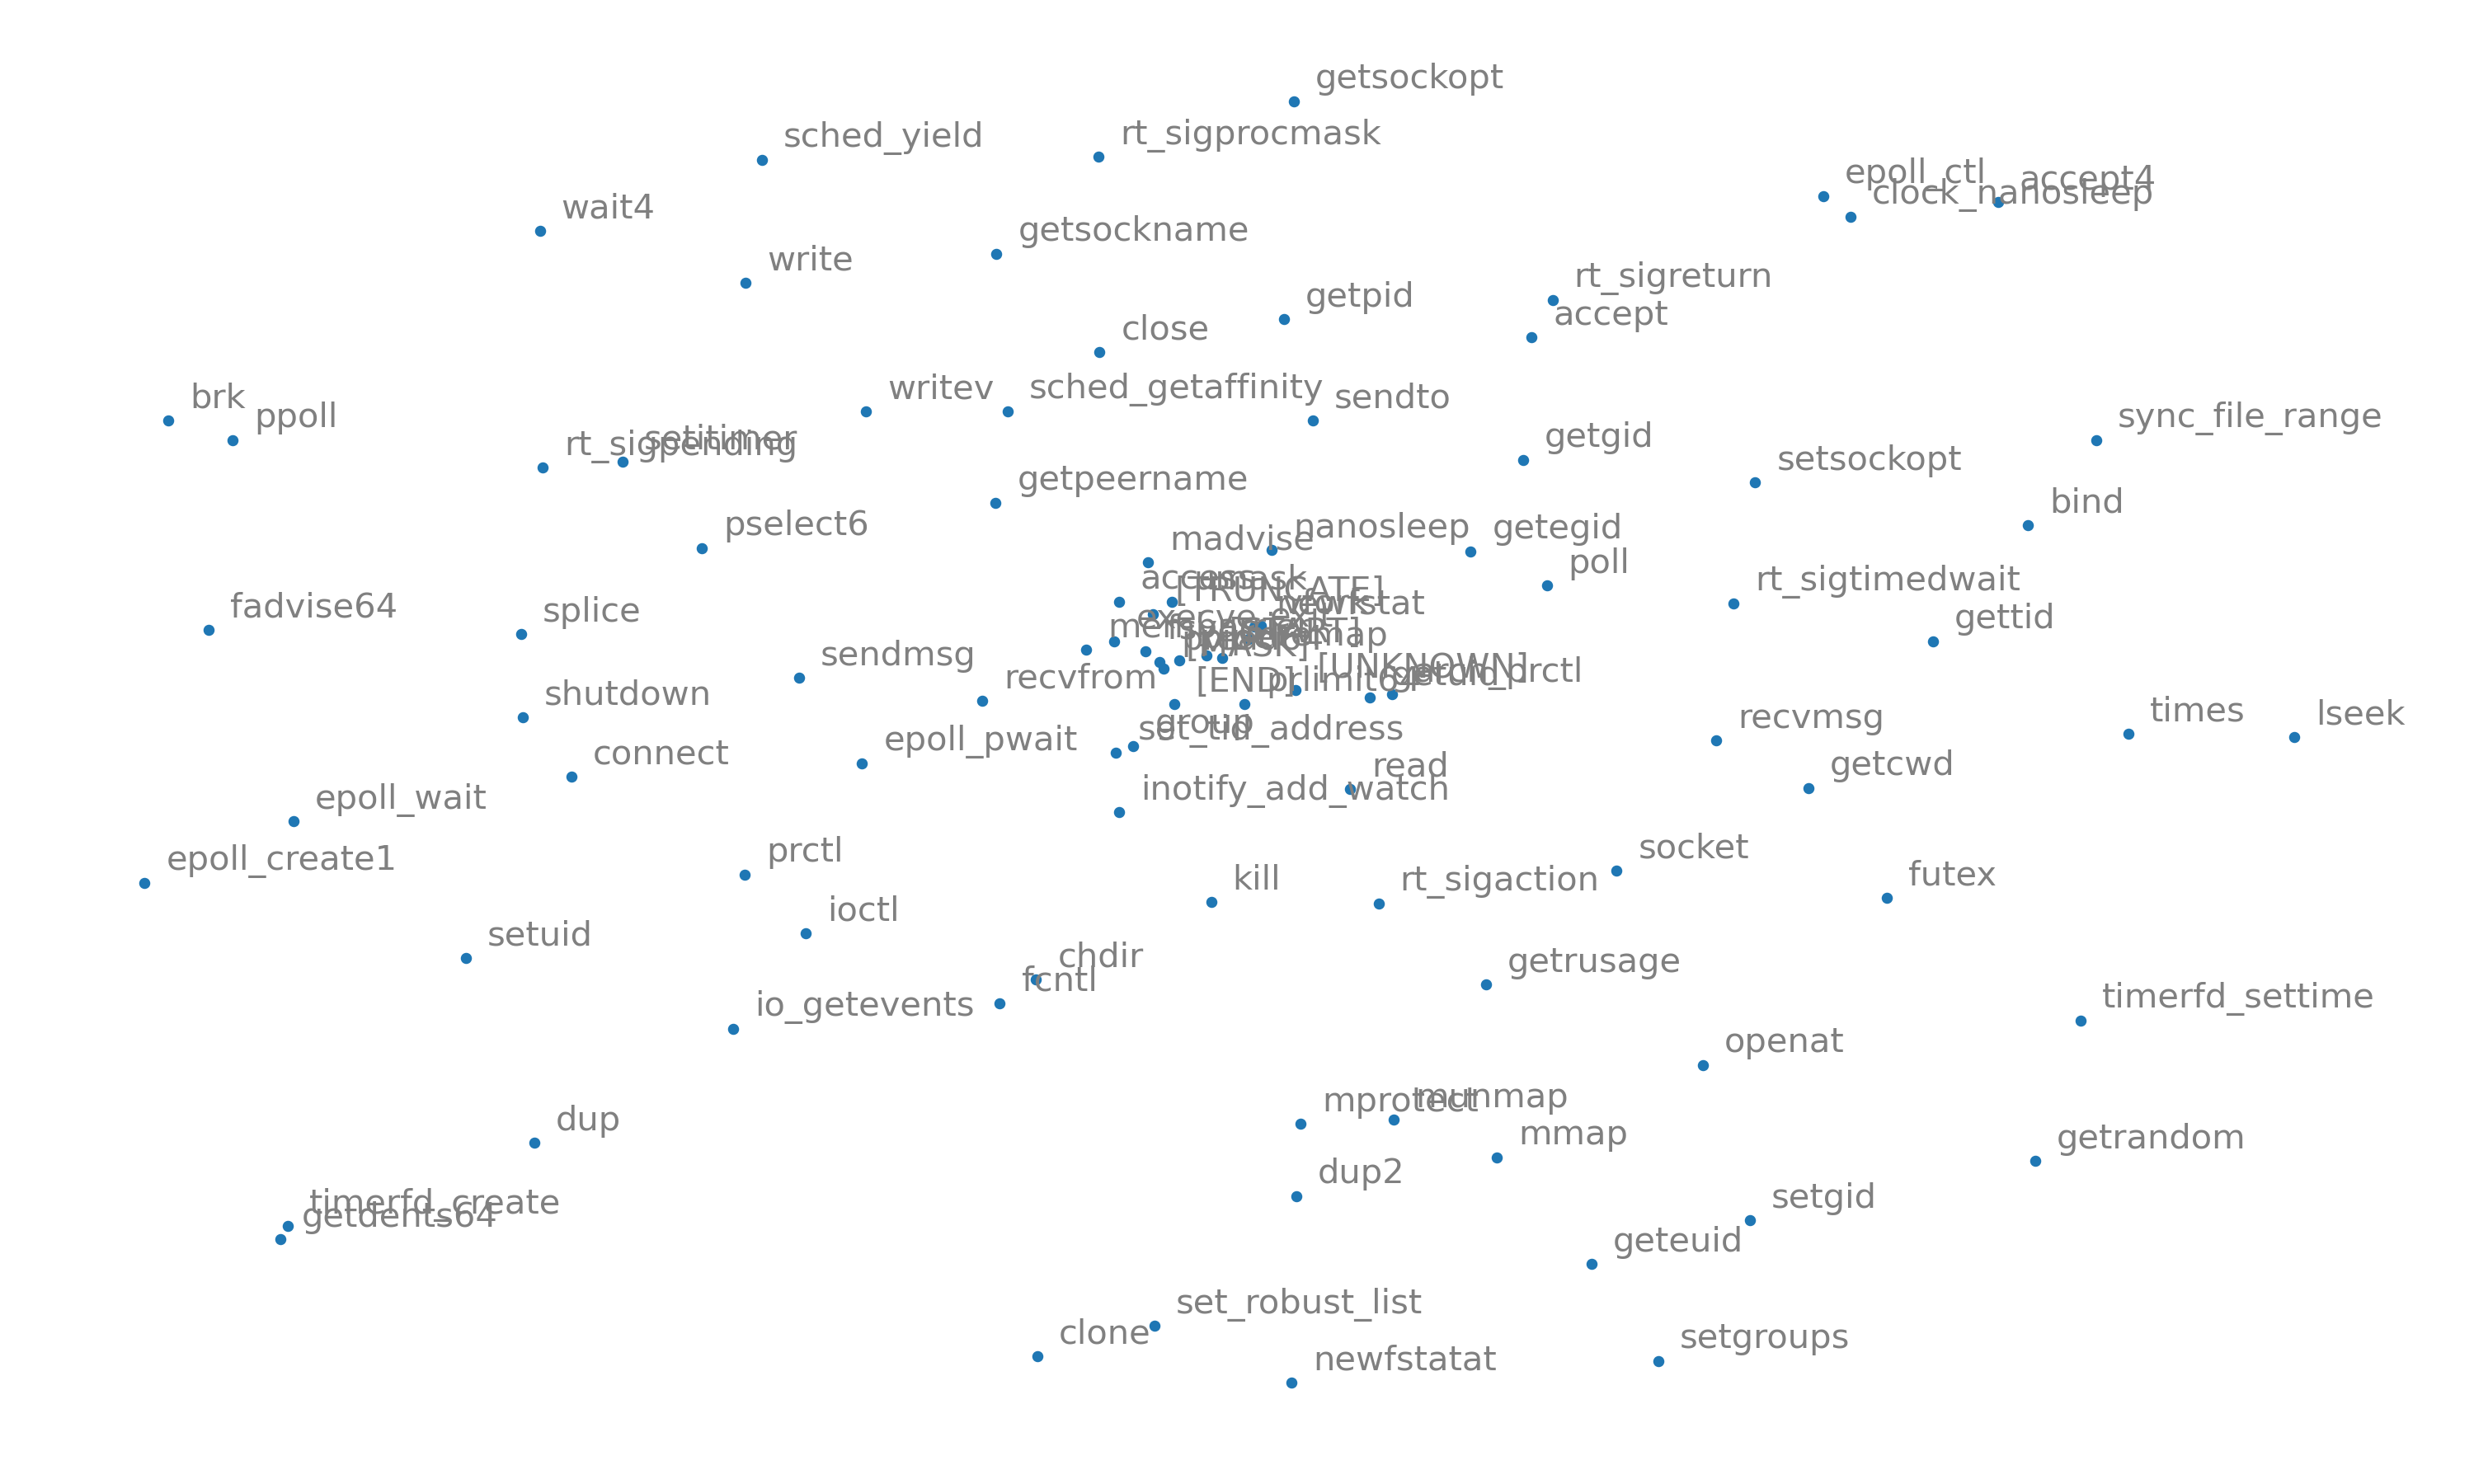 getsockopt
sched_yield
rt_sigprocmask
epoll_ctl
accept4
clock_nanosleep
wait4
getsockname
write
rt_sigreturn
getpid
accept
close
brk
writev
sched_getaffinity
sendto
ppoll
sync_file_range
setitimer
rt_sigpending
getgid
setsockopt
getpeername
bind
pselect6
nanosleep
getegid
madvise
poll
access
rt_sigtimedwait
[TRUNCATE]
fadvise64
splice
gettid
[MASK]
sendmsg
recvfrom
[END]
prlimit64
[UNKNOWN]
shutdown
group
set_tid_address
recvmsg
times
lseek
connect
epoll_pwait
read
getcwd
epoll_wait
inotify_add_watch
epoll_create1
prctl
kill
rt_sigaction
socket
futex
ioctl
setuid
chdir
fcntl
getrusage
io_getevents
timerfd_settime
openat
dup
mprotect
munmap
mmap
getrandom
dup2
timerfd_create
getdents64
setgid
geteuid
set_robust_list
clone
newfstatat
setgroups